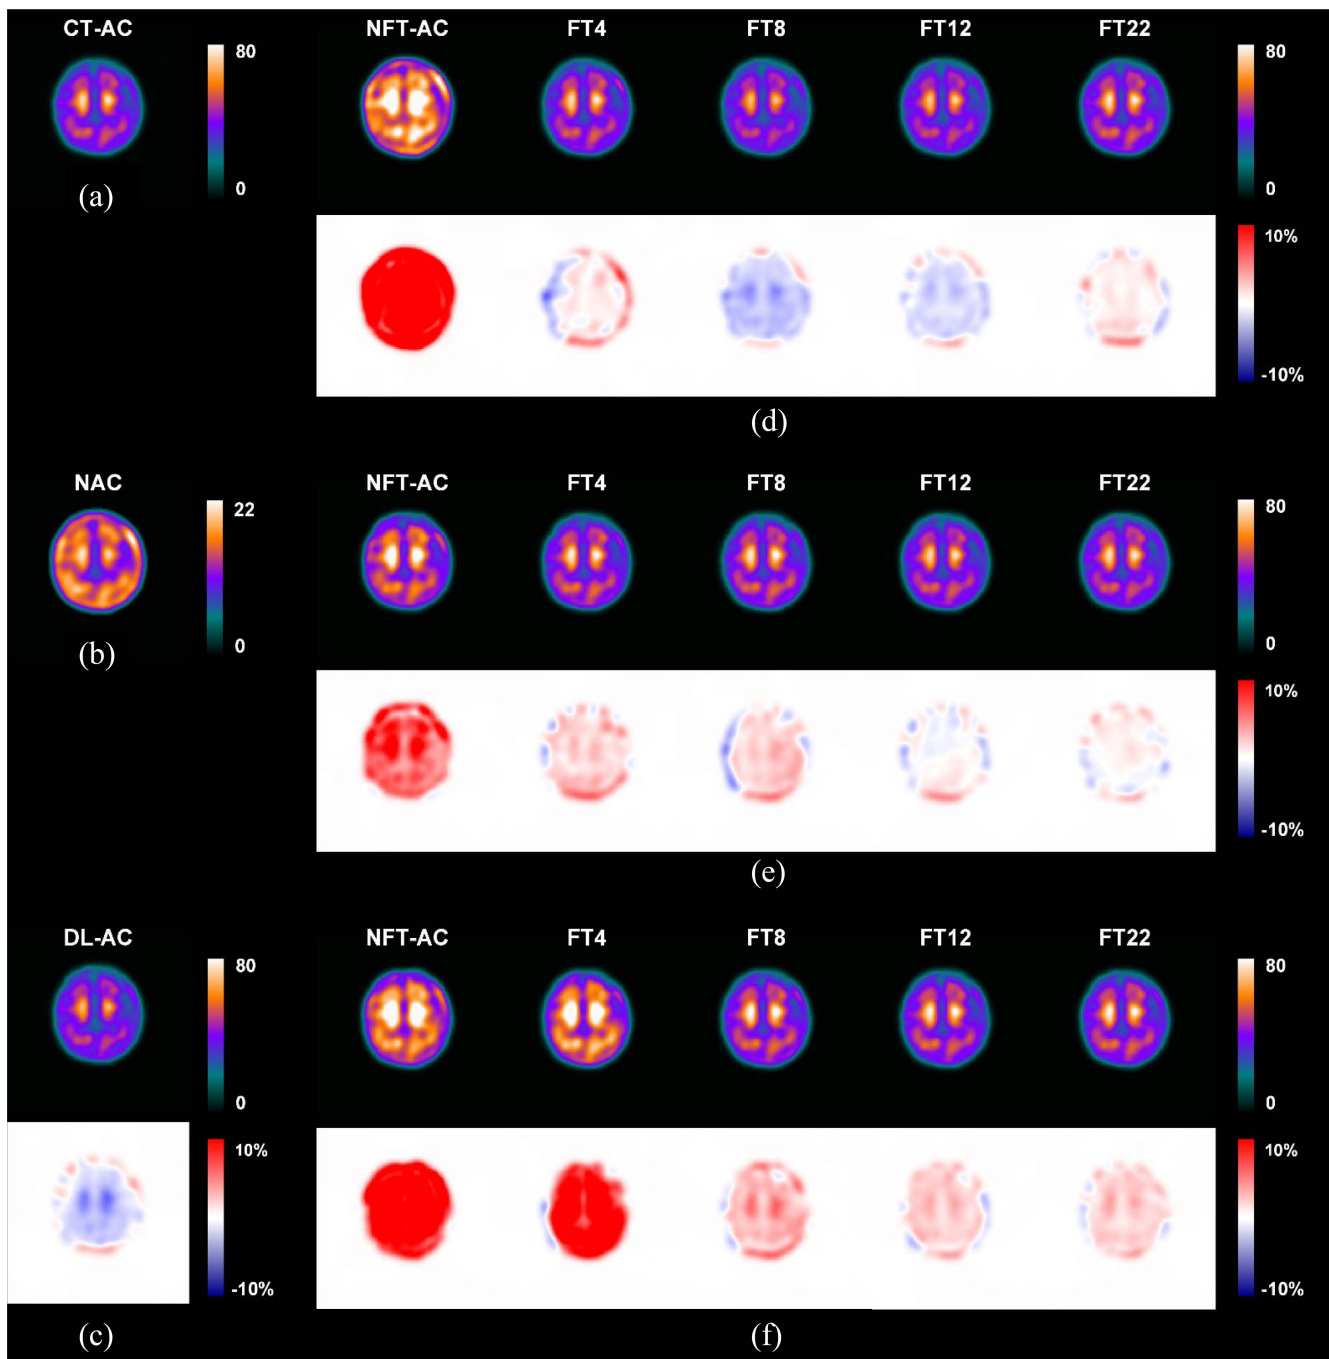 CT-AC NFT-AC FT4 FT8 FT12 FT22
80 80
0 0
(a)
10%
-10%
(d)
NAC NFT-AC FT4 FT8 FT12 FT22
22 80
0 0
(b)
10%
-10%
(e)
DL-AC NFT-AC FT4 FT8 FT12 FT22
80 80
0 0
10% 10%
-10% -10%
(c) (f)